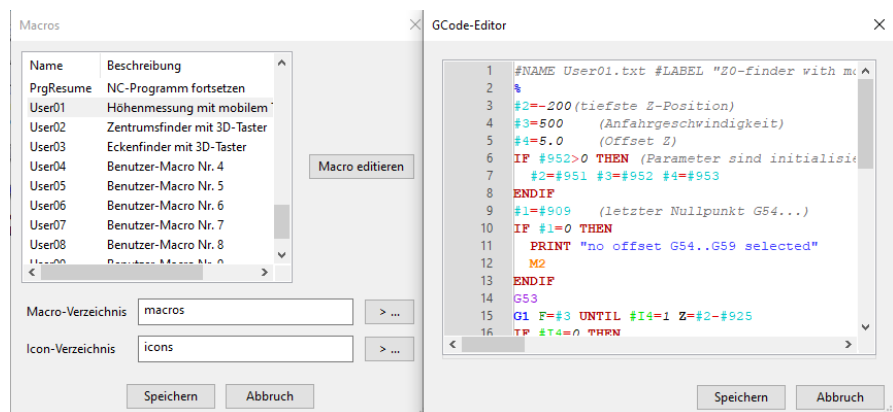 Macros
Name Beschreibung
PrgResume NC-Programm fortsetzen
User01 Höhenmessung mit mobilem
User02 Zentrumsfinder mit 3D-Taster
User03 Eckenfinder mit 3D-Taster
User04 Benutzer-Macro Nr. 4
User05 Benutzer-Macro Nr. 5
User06 Benutzer-Macro Nr. 6
User07 Benutzer-Macro Nr. 7
User08 Benutzer-Macro Nr. 8
Macro editieren
Macro-Verzeichnis macros > ...
Icon-Verzeichnis icons > ...
Speichern Abbruch
GCode-Editor
1 #NAME User01.txt #LABEL "Z0-finder with
2 %
3 #2=-200(tiefste Z-Position)
4 #3=500 (Anfahrgeschwindigkeit)
5 #4=5.0 (Offset Z)
6 IF #952>0 THEN (Parameter sind initialisie
7 #2=#951 #3=#952 #4=#953
8 ENDIF
9 #1=#909 (letzter Nullpunkt G54...)
10 IF #1=0 THEN
11 PRINT "no offset G54..G59 selected"
12 M2
13 ENDIF
14 G53
15 G1 F=#3 UNTIL #I4=1 Z=#2-#925
16 IF #I4=0 THEN
Speichern Abbruch